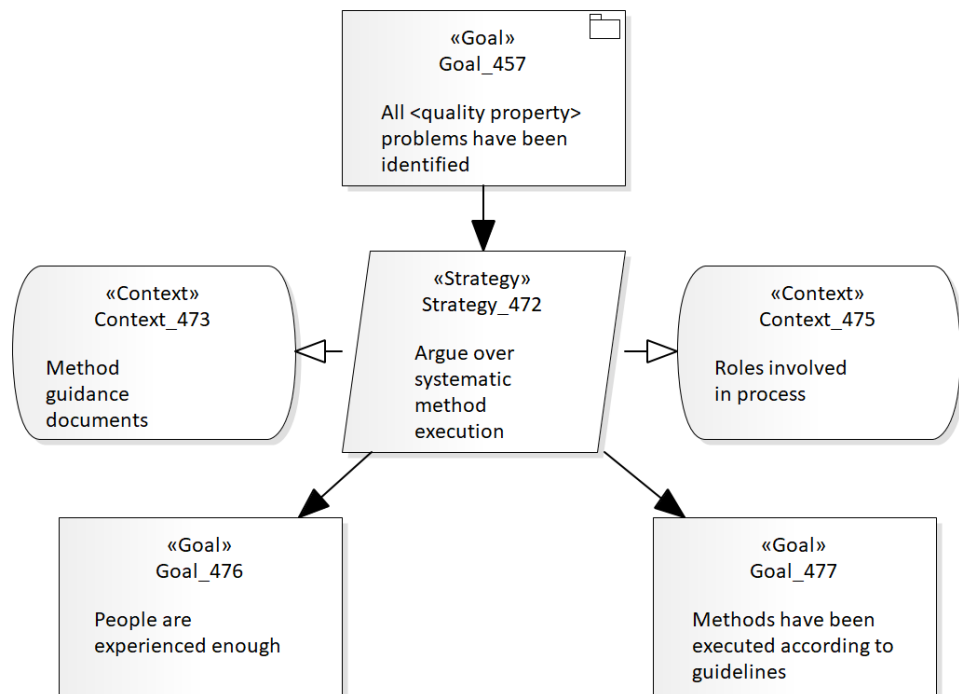 «Goal»
Goal_457
All <quality property>
problems have been
identified
«Context»
Context_473
Method
guidance
documents
«Strategy»
Strategy_472
Argue over
systematic
method
execution
«Context»
Context_475
Roles involved
in process
«Goal»
Goal_476
People are
experienced enough
«Goal»
Goal_477
Methods have been
executed according to
guidelines